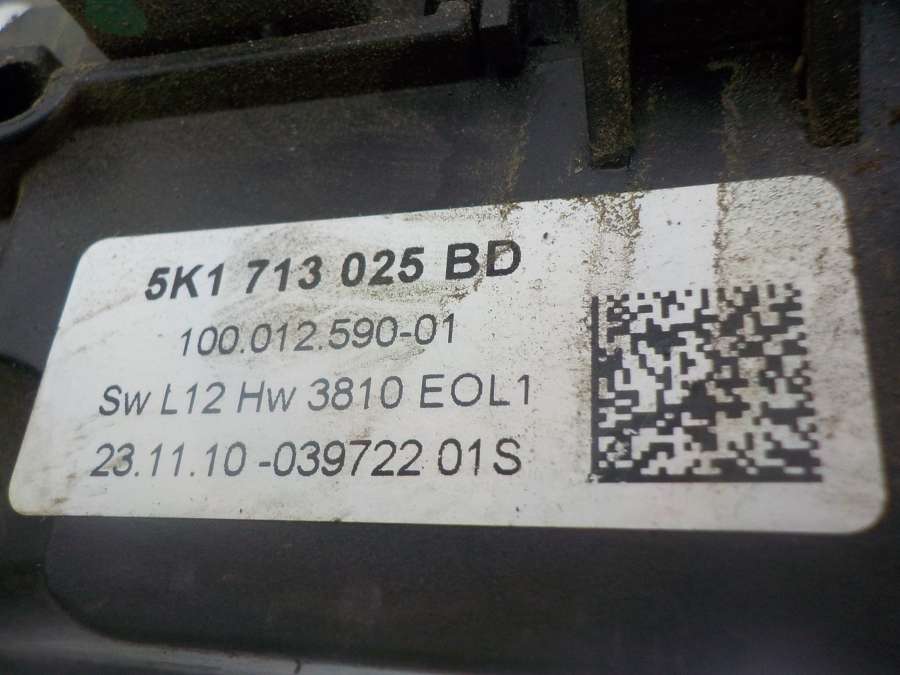 5K1 713 025 BD
100.012.590-01
Sw L12 Hw 3810 EOL1
23.11.10 -039722 01S